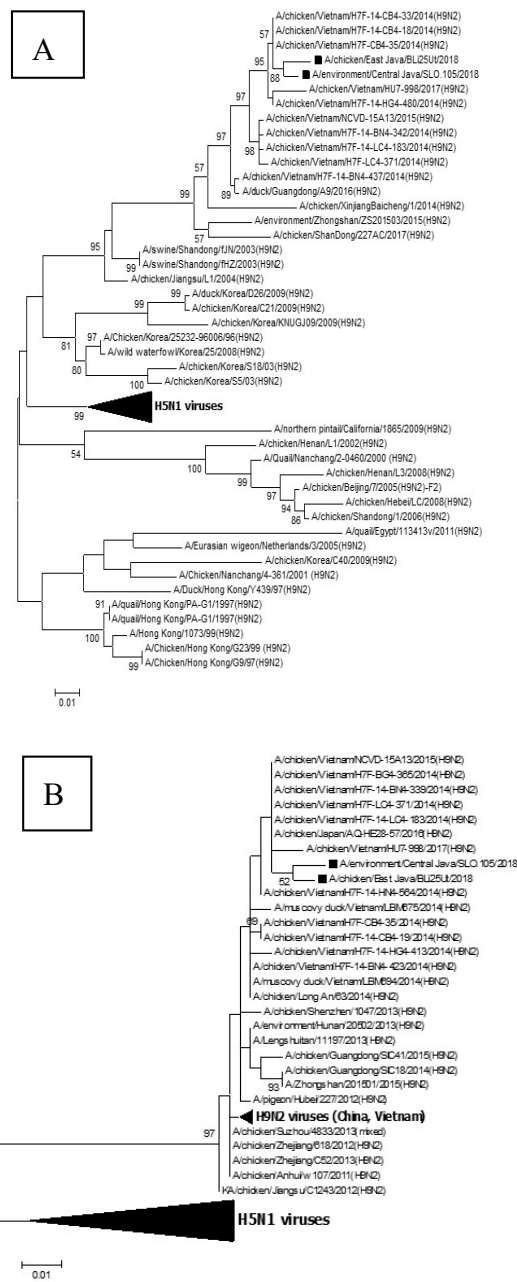 A
57
A/chicken/Vietnam/H7F-14-CB4-33/2014(H9N2)
A/chicken/Vietnam/H7F-14-CB4-18/2014(H9N2)
A/chicken/Vietnam/H7F-CB4-35/2014(H9N2)
95
A/chicken/East Java/BLi25Ut/2018
88
A/environment/Central Java/SLO.105/2018
A/chicken/Vietnam/HU7-998/2017(H9N2)
97
A/chicken/Vietnam/H7F-14-HG4-480/2014(H9N2)
A/chicken/Vietnam/NCVD-15A13/2015(H9N2)
97
A/chicken/Vietnam/H7F-14-BN4-342/2014(H9N2)
98
A/chicken/Vietnam/H7F-14-LC4-183/2014(H9N2)
A/chicken/Vietnam/H7F-LC4-371/2014(H9N2)
57
A/chicken/Vietnam/H7F-14-BN4-437/2014(H9N2)
89
A/duck/Guangdong/A9/2016(H9N2)
99
A/chicken/XinjiangBaicheng/1/2014(H9N2)
A/environment/Zhongshan/ZS201503/2015(H9N2)
57
A/chicken/ShanDong/227AC/2017(H9N2)
95
A/swine/Shandong/fJN/2003(H9N2)
99
A/swine/Shandong/fHZ/2003(H9N2)
A/chicken/Jiangsu/L1/2004(H9N2)
99
A/duck/Korea/D26/2009(H9N2)
99
A/chicken/Korea/C21/2009(H9N2)
A/chicken/Korea/KNUGJ09/2009(H9N2)
81
97
A/Chicken/Korea/25232-96006/96(H9N2)
A/wild waterfowl/Korea/25/2008(H9N2)
80
A/chicken/Korea/S18/03(H9N2)
100
A/chicken/Korea/S5/03(H9N2)
99
H5N1 viruses
A/northern pintail/California/1865/2009(H9N2)
54
A/chicken/Henan/L1/2002(H9N2)
100
A/Quail/Nanchang/2-0460/2000 (H9N2)
99
A/chicken/Henan/L3/2008(H9N2)
97
A/chicken/Beijing/7/2005(H9N2)-F2)
94
A/chicken/Hebei/LC/2008(H9N2)
86
A/chicken/Shandong/1/2006(H9N2)
A/quail/Egypt/113413v/2011(H9N2)
A/Eurasian wigeon/Netherlands/3/2005(H9N2)
A/chicken/Korea/C40/2009(H9N2)
A/Chicken/Nanchang/4-361/2001 (H9N2)
A/Duck/Hong Kong/Y439/97(H9N2)
91
A/quail/Hong Kong/PA-G1/1997(H9N2)
A/quail/Hong Kong/PA-G1/1997(H9N2)
100
A/Hong Kong/1073/99(H9N2)
A/Chicken/Hong Kong/G23/99 (H9N2)
99
A/Chicken/Hong Kong/G9/97(H9N2)
0.01
B
A/chicken/Vietnam/NCVD-15A13/2015(H9N2)
A/chicken/Vietnam/H7F-BG4-365/2014(H9N2)
A/chicken/Vietnam/H7F-14-BN4-339/2014(H9N2)
A/chicken/Vietnam/H7F-LC4-371/2014(H9N2)
A/chicken/Vietnam/H7F-14-LC4-183/2014(H9N2)
A/chicken/Japan/AQ-HE28-57/2016(H9N2)
A/chicken/Vietnam/HU7-998/2017(H9N2)
A/environment/Central Java/SLO.105/2018
52
A/chicken/East Java/BLi25Ut/2018
A/chicken/Vietnam/H7F-14-HN4-564/2014(H9N2)
A/muscovy duck/Vietnam/LBM675/2014(H9N2)
69
A/chicken/Vietnam/H7F-CB4-35/2014(H9N2)
A/chicken/Vietnam/H7F-14-CB4-19/2014(H9N2)
A/chicken/Vietnam/H7F-14-HG4-413/2014(H9N2)
A/chicken/Vietnam/H7F-14-BN4-423/2014(H9N2)
A/muscovy duck/Vietnam/LBM694/2014(H9N2)
A/chicken/Long An/63/2014(H9N2)
A/chicken/Shenzhen/1047/2013(H9N2)
A/environment/Hunan/20502/2013(H9N2)
A/Lengshuitan/11197/2013(H9N2)
A/chicken/Guangdong/SIC41/2015(H9N2)
A/chicken/Guangdong/SIC18/2014(H9N2)
93
A/Zhongshan/201501/2015(H9N2)
A/pigeon/Hubei/227/2012(H9N2)
H9N2 viruses (China, Vietnam)
97
A/chicken/Suzhou/4833/2013(mixed)
A/chicken/Zhejiang/618/2012(H9N2)
A/chicken/Zhejiang/C52/2013(H9N2)
A/chicken/Anhui/w107/2011(H9N2)
KA/chicken/Jiangsu/C1243/2012(H9N2)
H5N1 viruses
0.01